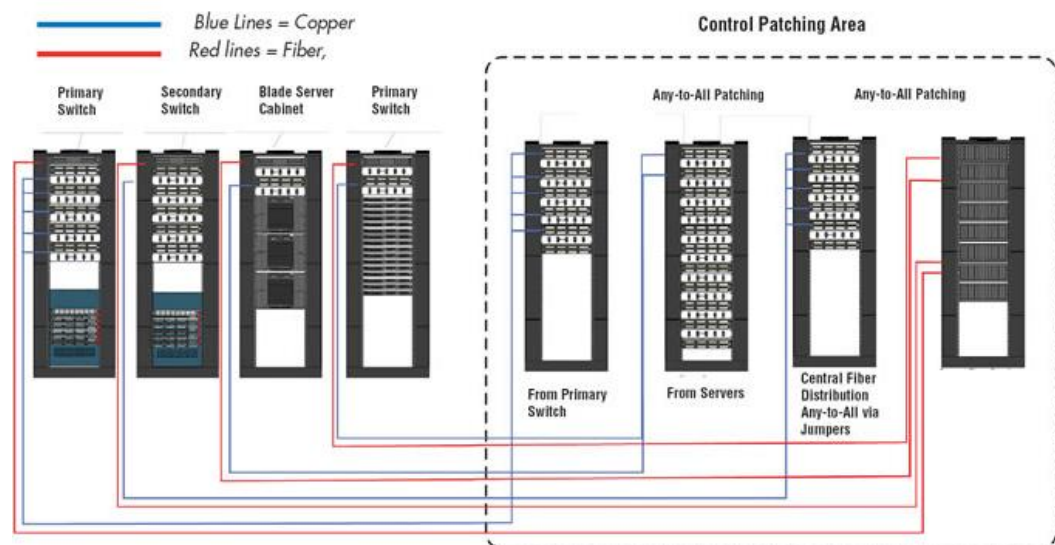 Blue Lines = Copper
Red lines = Fiber,
Control Patching Area
Primary
Switch
Secondary
Switch
Blade Server
Cabinet
Primary
Switch
Any-to-All Patching
Any-to-All Patching
From Primary
Switch
From Servers
Central Fiber
Distribution
Any-to-All via
Jumpers